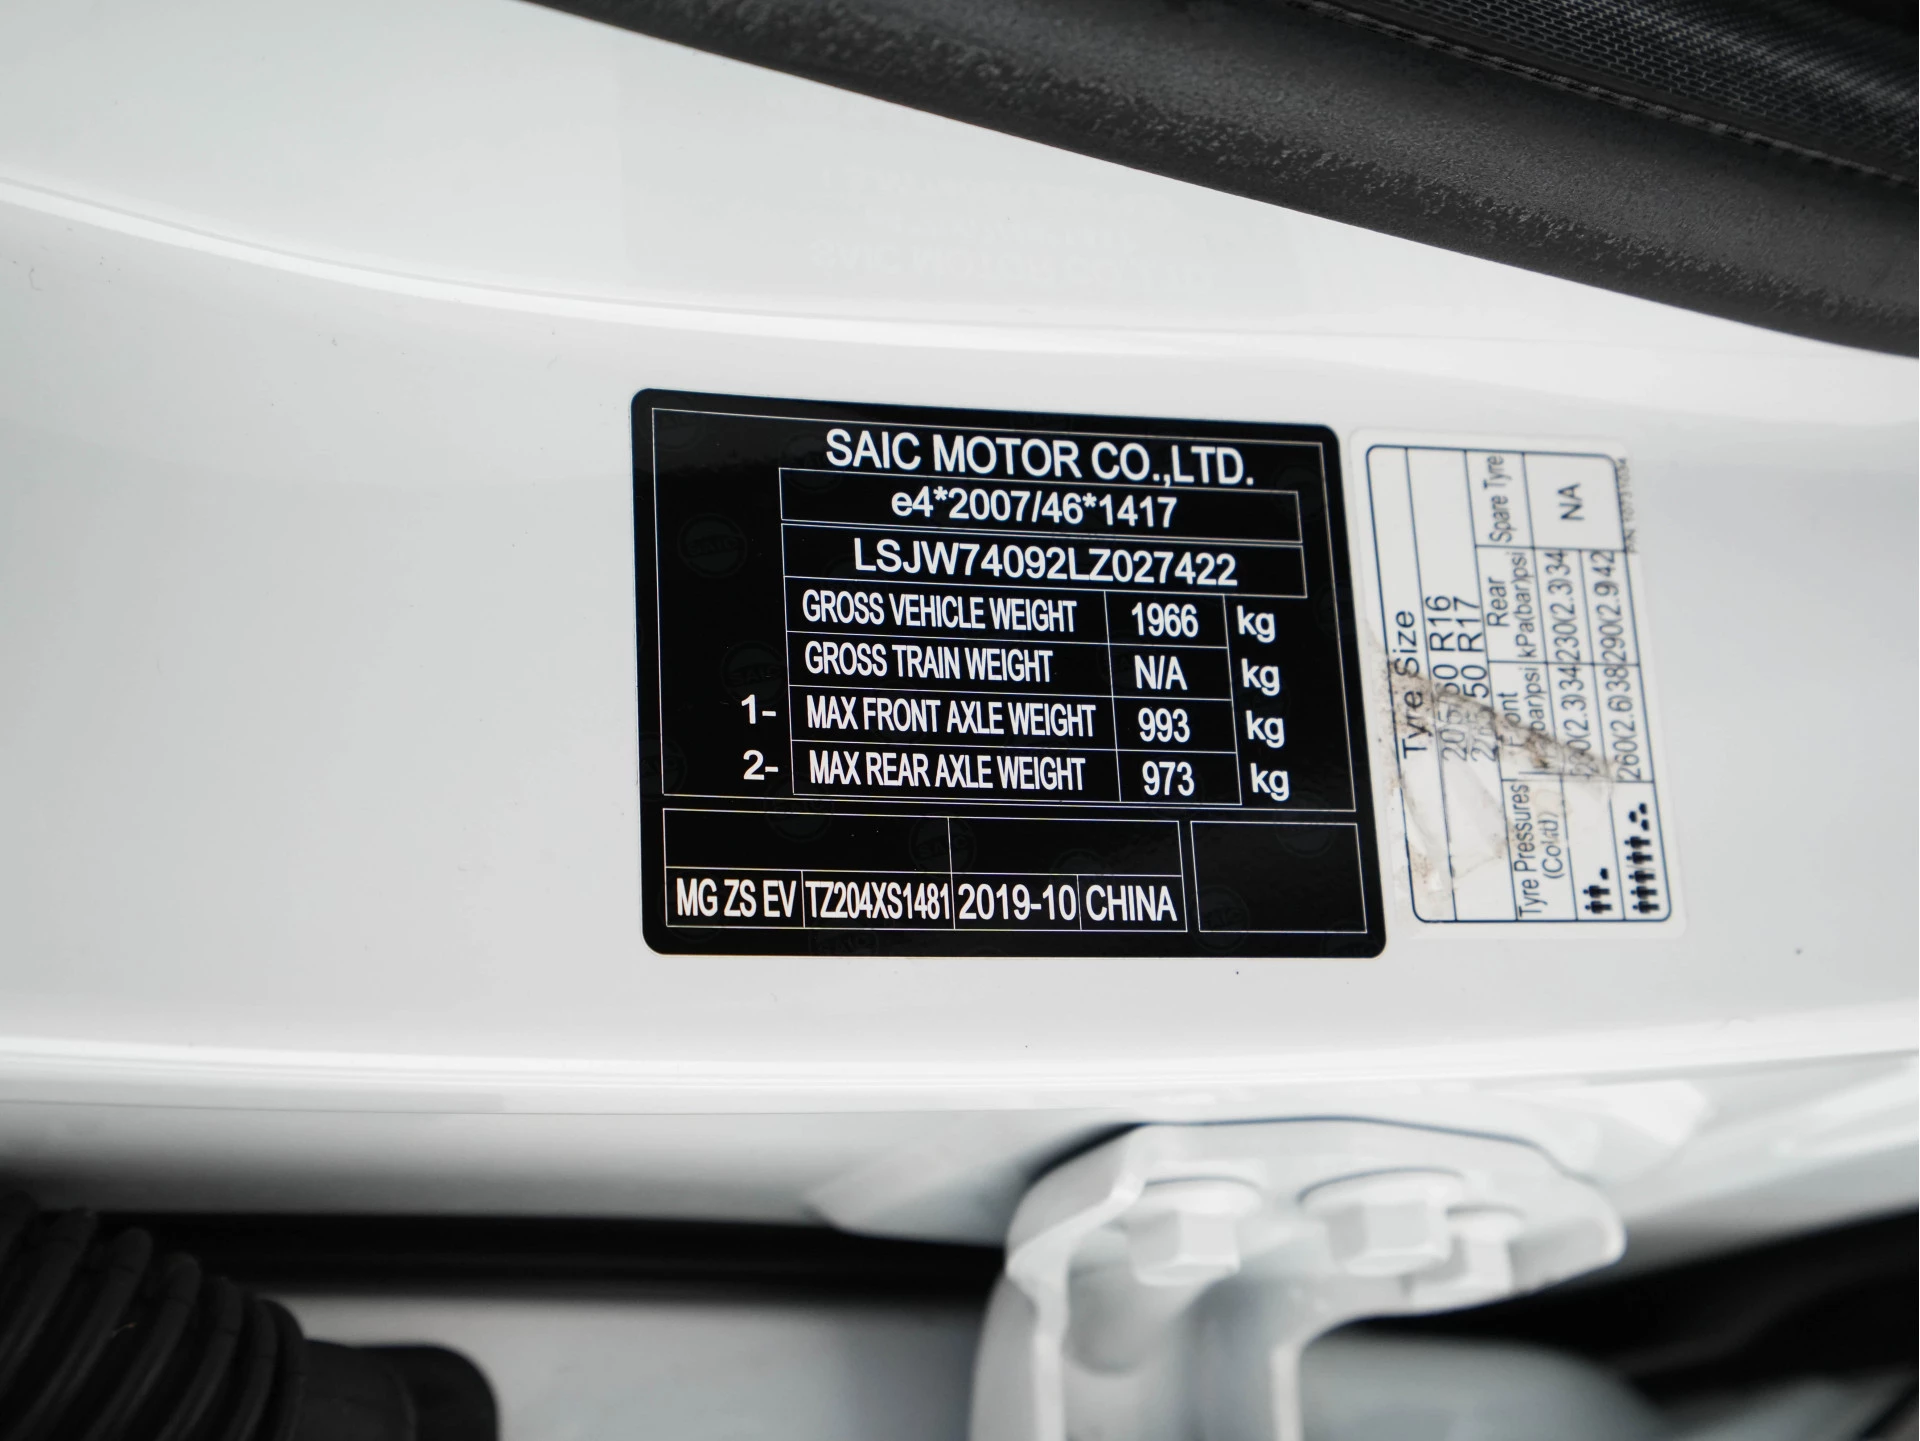 SAIC MOTOR CO.,LTD.
e4*2007/46*1417
LSJW74092LZ027422
GROSS VEHICLE WEIGHT 1966 kg
GROSS TRAIN WEIGHT N/A kg
1- MAX FRONT AXLE WEIGHT 993 kg
2- MAX REAR AXLE WEIGHT 973 kg
MG ZS EV TZ204XS1481 2019-10 CHINA
Tyre Size
R16
50 R17
Tyre Pressures (Cold) Rear Spare Tyre
kPa(bar)psi
230(2.3)34 NA
260(2.6)38 290(2.9)42